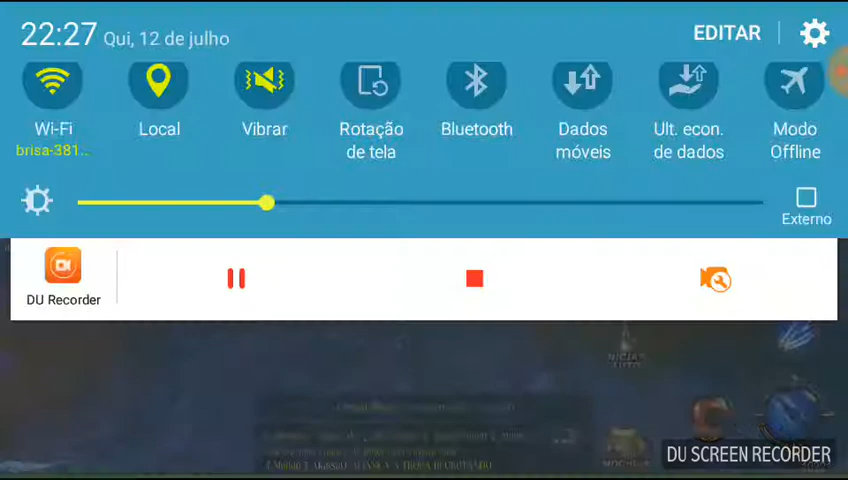 22:27 Qui, 12 de julho
EDITAR
Wi-Fi
brisa-381..
Local
Vibrar
Rotação
de tela
Bluetooth
Dados
móveis
Ult. econ.
de dados
Modo
Offline
Externo
DU Recorder
DU SCREEN RECORDER